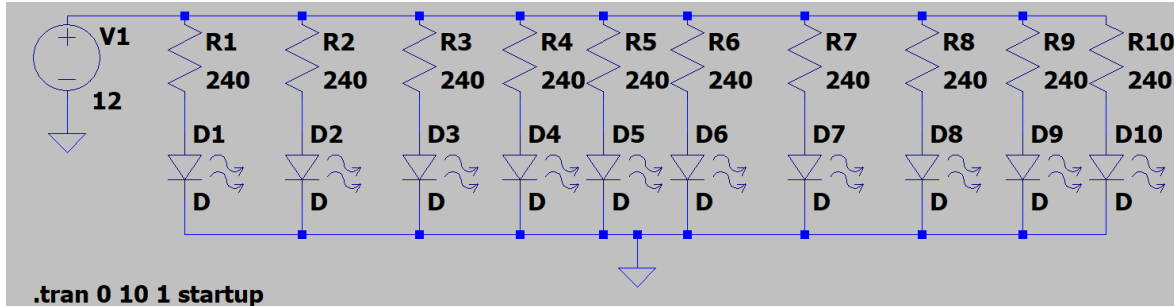 V1 R1 R2 R3 R4 R5 R6 R7 R8 R9 R10
12 240 240 240 240 240 240 240 240 240 240
D1 D2 D3 D4 D5 D6 D7 D8 D9 D10
D D D D D D D D D D
.tran 0 10 1 startup